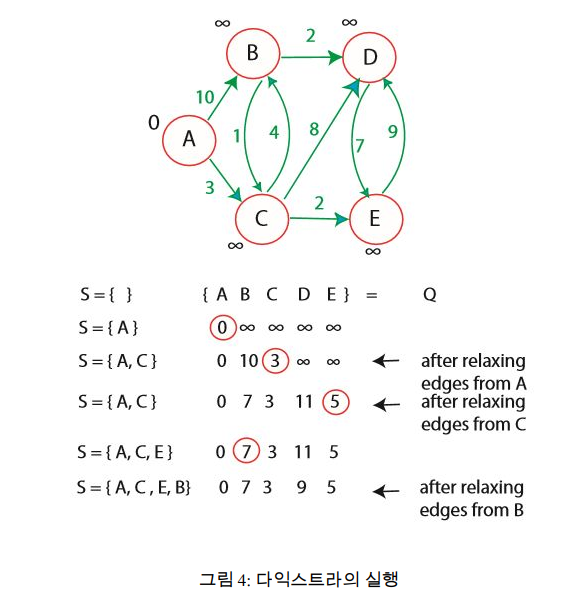 ∞
∞
2
B
D
10
0
1
4
8
7
9
A
3
2
C
E
∞
∞
S = { } { A B C D E } = Q
S = { A } 0 ∞ ∞ ∞ ∞
S = { A, C } 0 10 3 ∞ ∞ ← after relaxing
edges from A
S = { A, C } 0 7 3 11 5 ← after relaxing
edges from C
S = { A, C, E } 0 7 3 11 5
S = { A, C , E, B} 0 7 3 9 5 ← after relaxing
edges from B
그림 4: 다익스트라의 실행